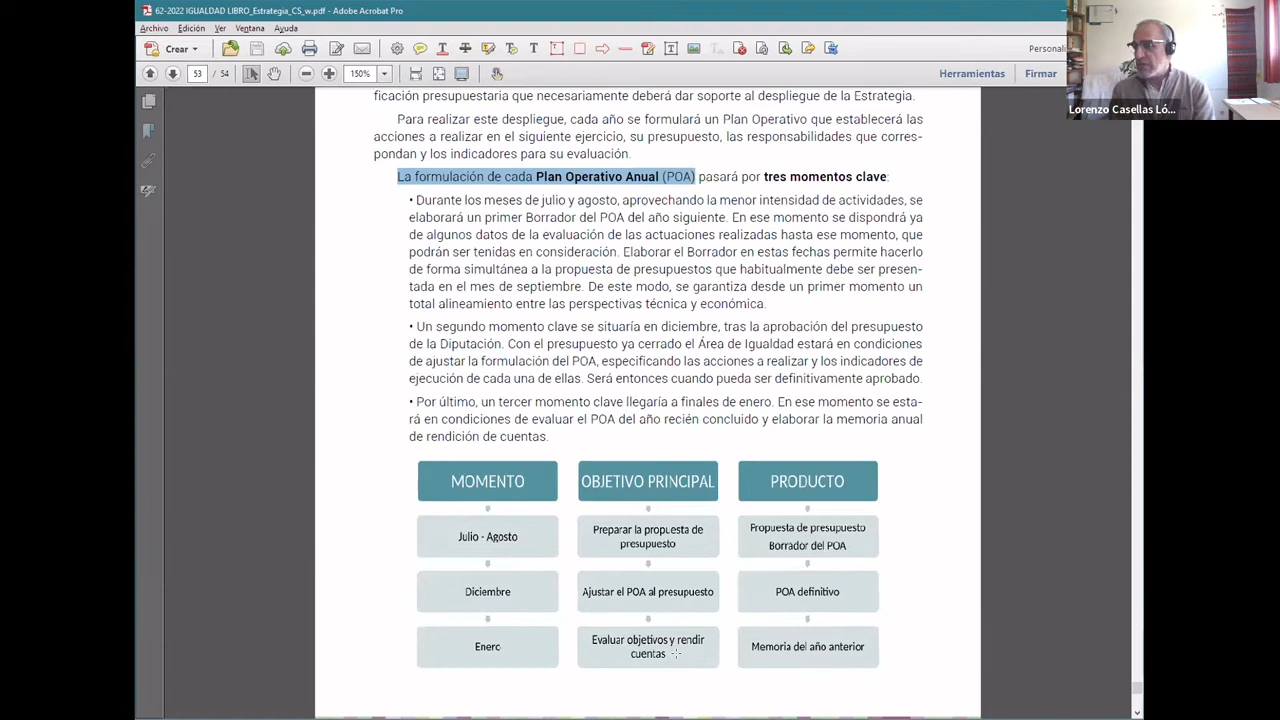 62-2022 IGUALDAD LIBRO_Estrategia_CS_w.pdf - Adobe Acrobat Pro
Archivo Edición Ver Ventana Ayuda
Crear
Personali
53 / 54 150% Herramientas Firmar
Lorenzo Casellas Ló...
ficación presupuestaria que necesariamente deberá dar soporte al despliegue de la Estrategia.
Para realizar este despliegue, cada año se formulará un Plan Operativo que establecerá las
acciones a realizar en el siguiente ejercicio, su presupuesto, las responsabilidades que corres-
pondan y los indicadores para su evaluación.
La formulación de cada Plan Operativo Anual (POA) pasará por tres momentos clave:
• Durante los meses de julio y agosto, aprovechando la menor intensidad de actividades, se
elaborará un primer Borrador del POA del año siguiente. En ese momento se dispondrá ya
de algunos datos de la evaluación de las actuaciones realizadas hasta ese momento, que
podrán ser tenidas en consideración. Elaborar el Borrador en estas fechas permite hacerlo
de forma simultánea a la propuesta de presupuestos que habitualmente debe ser presen-
tada en el mes de septiembre. De este modo, se garantiza desde un primer momento un
total alineamiento entre las perspectivas técnica y económica.
• Un segundo momento clave se situaría en diciembre, tras la aprobación del presupuesto
de la Diputación. Con el presupuesto ya cerrado el Área de Igualdad estará en condiciones
de ajustar la formulación del POA, especificando las acciones a realizar y los indicadores de
ejecución de cada una de ellas. Será entonces cuando pueda ser definitivamente aprobado.
• Por último, un tercer momento clave llegaría a finales de enero. En ese momento se esta-
rá en condiciones de evaluar el POA del año recién concluido y elaborar la memoria anual
de rendición de cuentas.
MOMENTO OBJETIVO PRINCIPAL PRODUCTO
Julio - Agosto
Preparar la propuesta de
presupuesto
Propuesta de presupuesto
Borrador del POA
Diciembre
Ajustar el POA al presupuesto
POA definitivo
Enero
Evaluar objetivos y rendir
cuentas
Memoria del año anterior